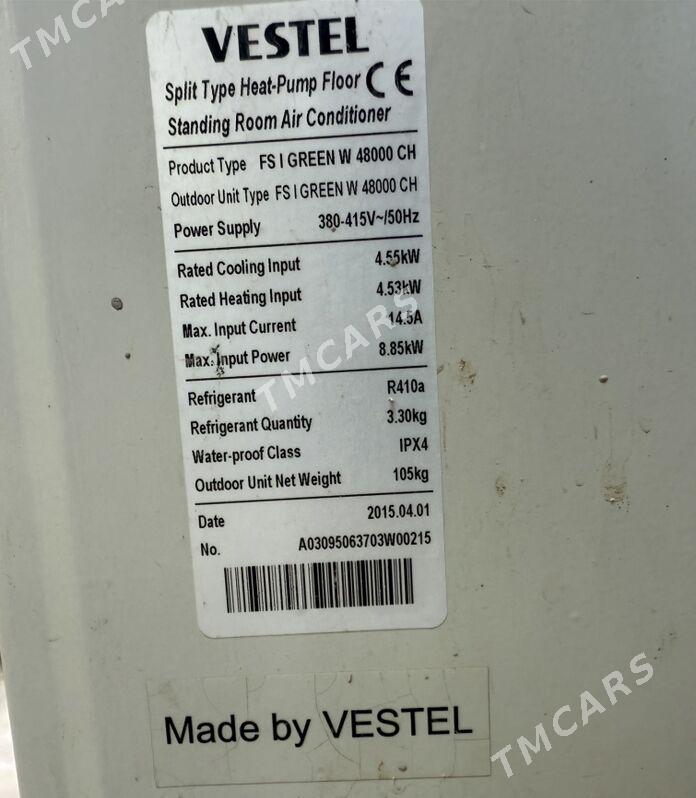 TMCARS
VESTEL
Split Type Heat-Pump Floor CE
Standing Room Air Conditioner
Product Type FS I GREEN W 48000 CH
Outdoor Unit Type FS I GREEN W 48000 CH
Power Supply 380-415V~/50Hz
Rated Cooling Input 4.55kW
Rated Heating Input 4.53kW
Max. Input Current 14.5A
Max. Input Power 8.85kW
TMCARS
Refrigerant R410a
Refrigerant Quantity 3.30kg
Water-proof Class IPX4
Outdoor Unit Net Weight 105kg
Date 2015.04.01
No. A03095063703W00215
Made by VESTEL
TMCARS